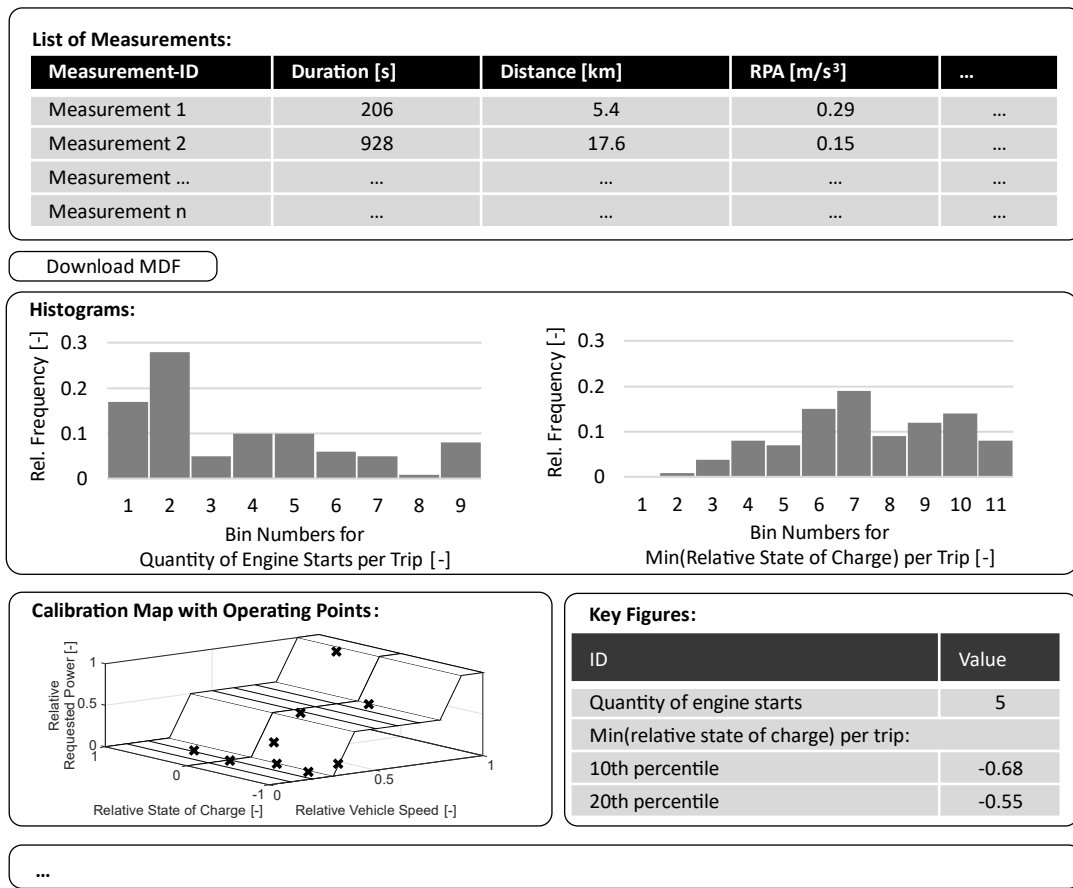 List of Measurements:
Measurement-ID Duration [s] Distance [km] RPA [m/s³] ...
Measurement 1 206 5.4 0.29 ...
Measurement 2 928 17.6 0.15 ...
Measurement ... ... ... ... ...
Measurement n ... ... ... ...
Download MDF
Histograms:
Rel. Frequency [-]
0.3
0.2
0.1
0
1 2 3 4 5 6 7 8 9
Bin Numbers for
Quantity of Engine Starts per Trip [-]
Rel. Frequency [-]
0.3
0.2
0.1
0
1 2 3 4 5 6 7 8 9 10 11
Bin Numbers for
Min(Relative State of Charge) per Trip [-]
Calibration Map with Operating Points:
Relative
Requested Power [-]
1
0.5
0
1
0
-1
0
0.5
1
Relative State of Charge [-]
Relative Vehicle Speed [-]
Key Figures:
ID Value
Quantity of engine starts 5
Min(relative state of charge) per trip:
10th percentile -0.68
20th percentile -0.55
...